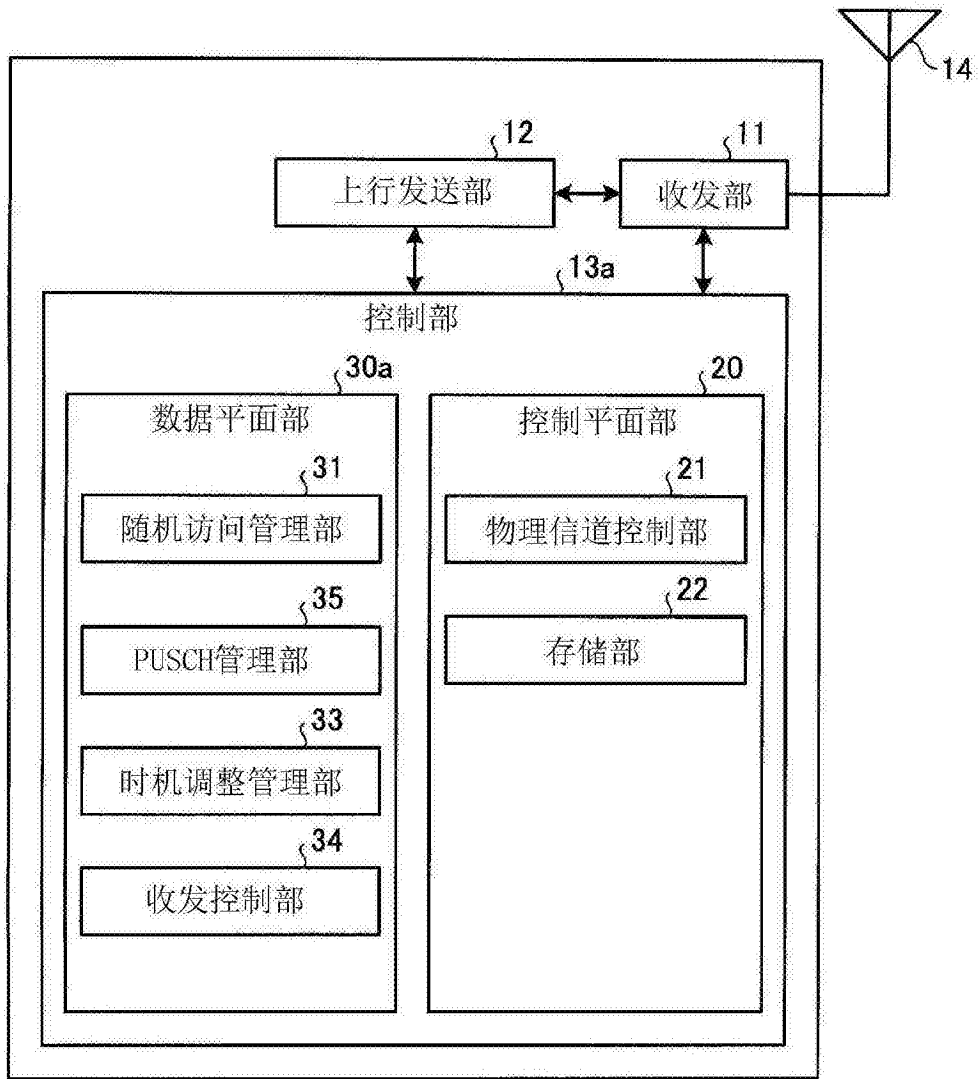 14
12
11
上行发送部
收发部
13a
控制部
30a
20
数据平面部
控制平面部
31
21
随机访问管理部
物理信道控制部
35
22
PUSCH管理部
存储部
33
时机调整管理部
34
收发控制部